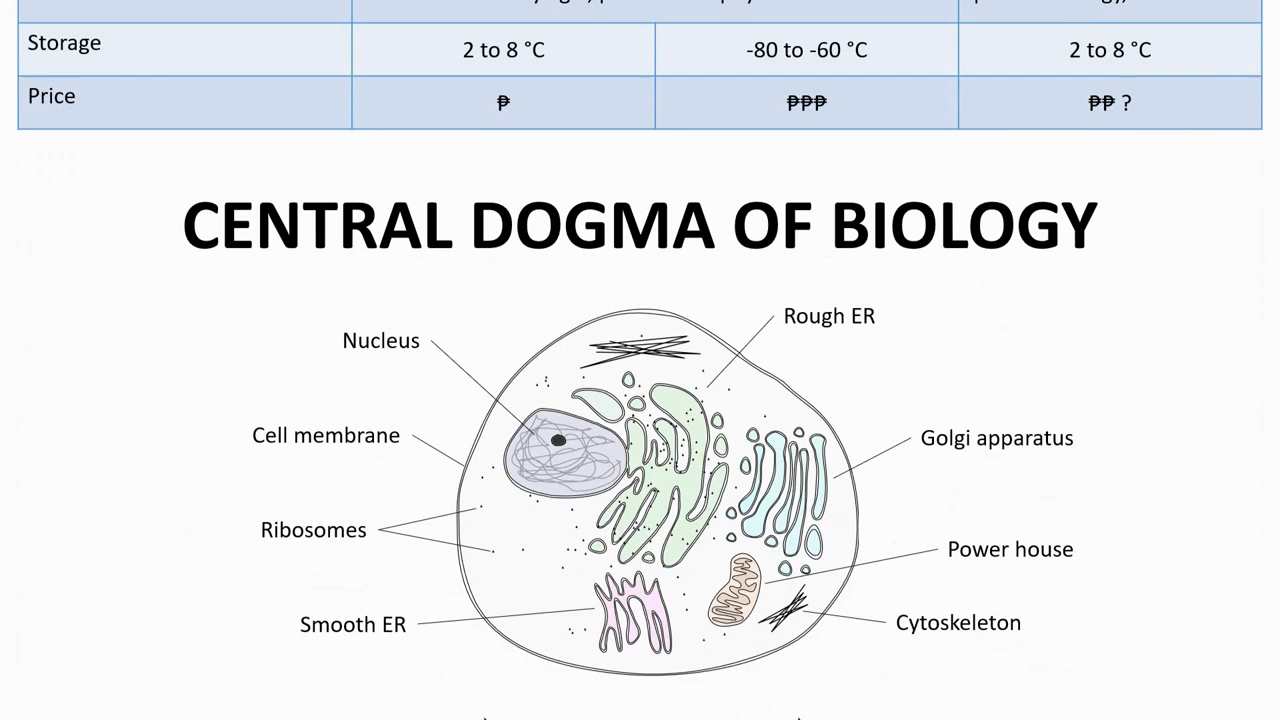 Storage 2 to 8 °C -80 to -60 °C 2 to 8 °C
Price ₱ ₱₱₱ ₱₱ ?
CENTRAL DOGMA OF BIOLOGY
Rough ER
Nucleus
Cell membrane
Golgi apparatus
Ribosomes
Power house
Smooth ER
Cytoskeleton